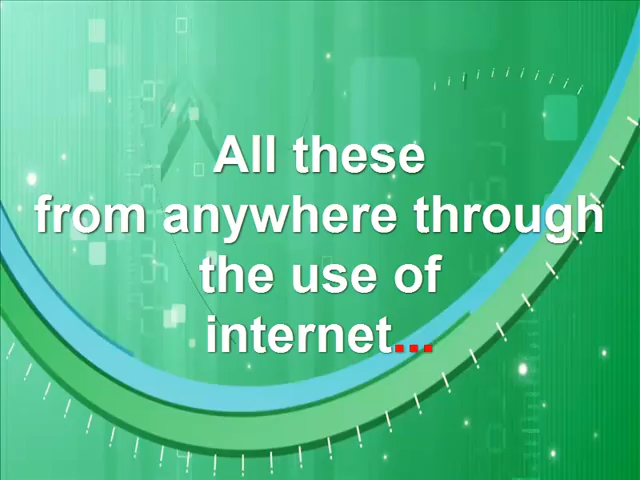 All these
from anywhere through
the use of
internet...